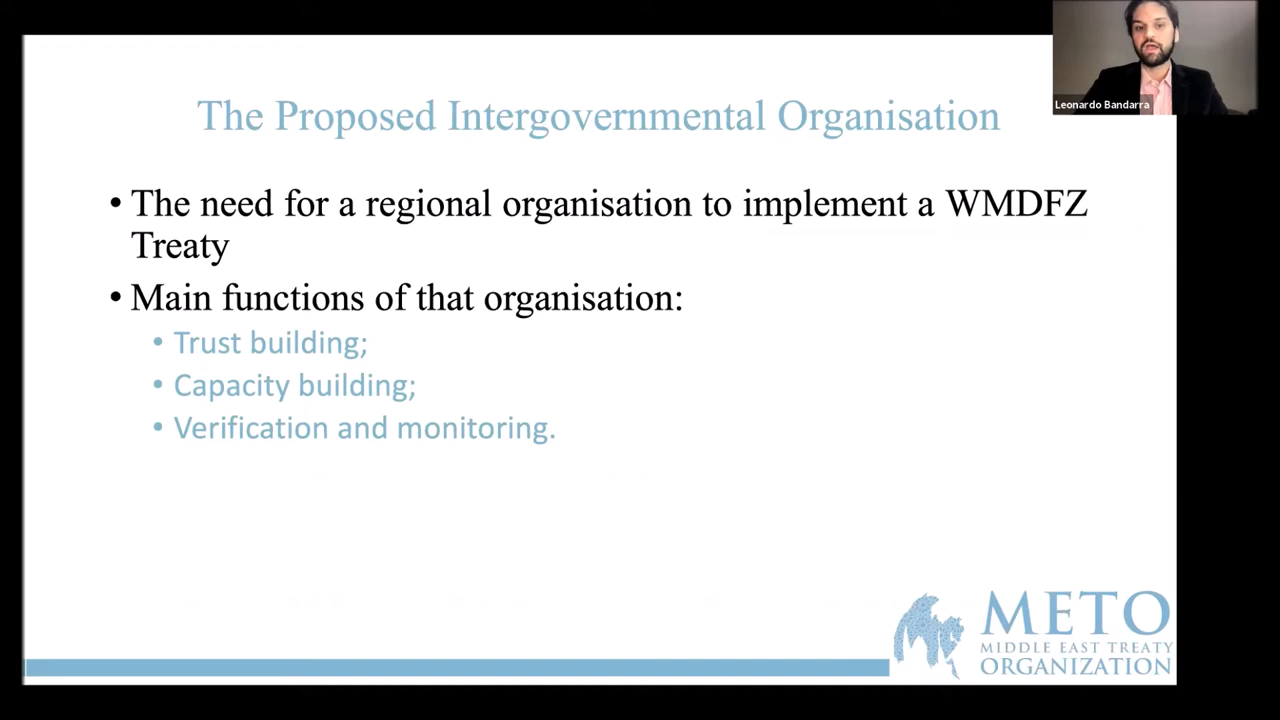 Leonardo Bandarra
The Proposed Intergovernmental Organisation
• The need for a regional organisation to implement a WMDFZ
Treaty
• Main functions of that organisation:
• Trust building;
• Capacity building;
• Verification and monitoring.
METO
MIDDLE EAST TREATY
ORGANIZATION